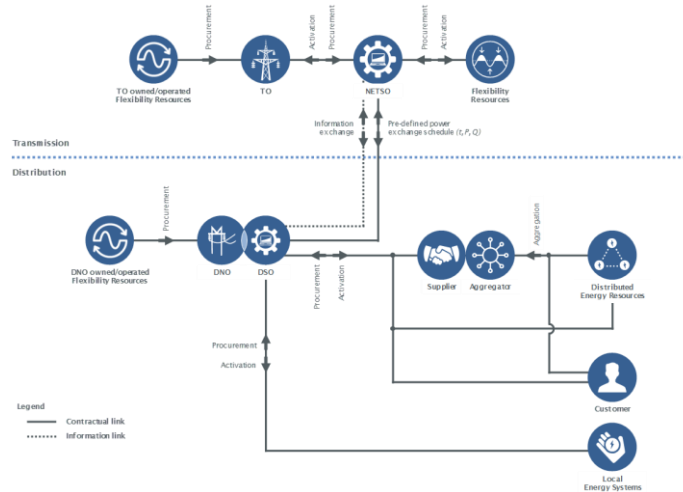 Procurement
Activation
Procurement
Procurement
Activation
TO owned/operated
Flexibility Resources
TO
NETSO
Flexibility
Resources
Information
exchange
Pre-defined power
exchange schedule (t, P, Q)
Transmission
Distribution
Procurement
Aggregation
DNO owned/operated
Flexibility Resources
DNO
DSO
Procurement
Activation
Supplier
Aggregator
Distributed
Energy Resources
Procurement
Activation
Customer
Legend
Contractual link
Information link
Local
Energy Systems